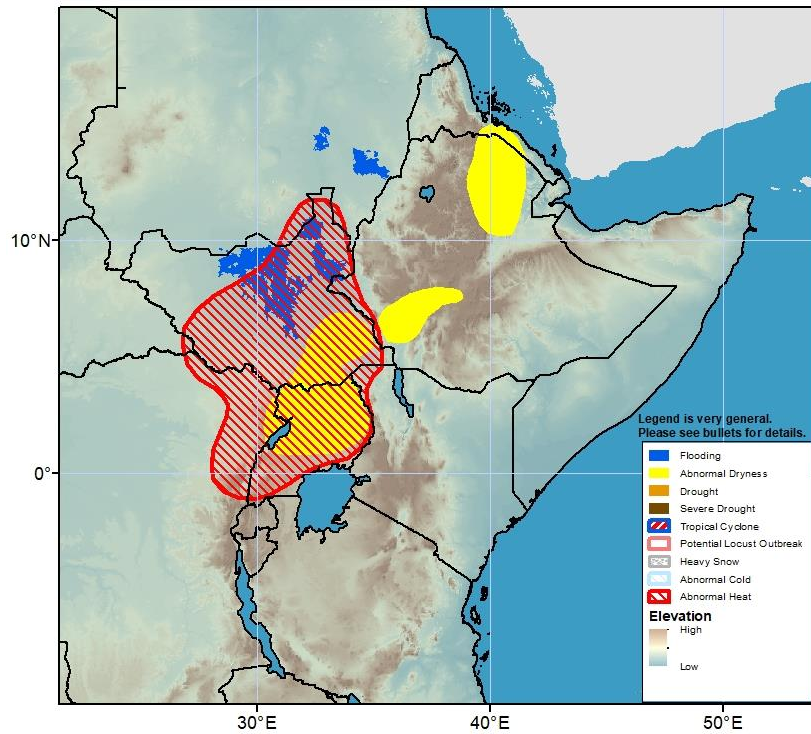 10°N
0°
30°E
40°E
50°E
Legend is very general.
Please see bullets for details.
Flooding
Abnormal Dryness
Drought
Severe Drought
Tropical Cyclone
Potential Locust Outbreak
Heavy Snow
Abnormal Cold
Abnormal Heat
Elevation
High
Low